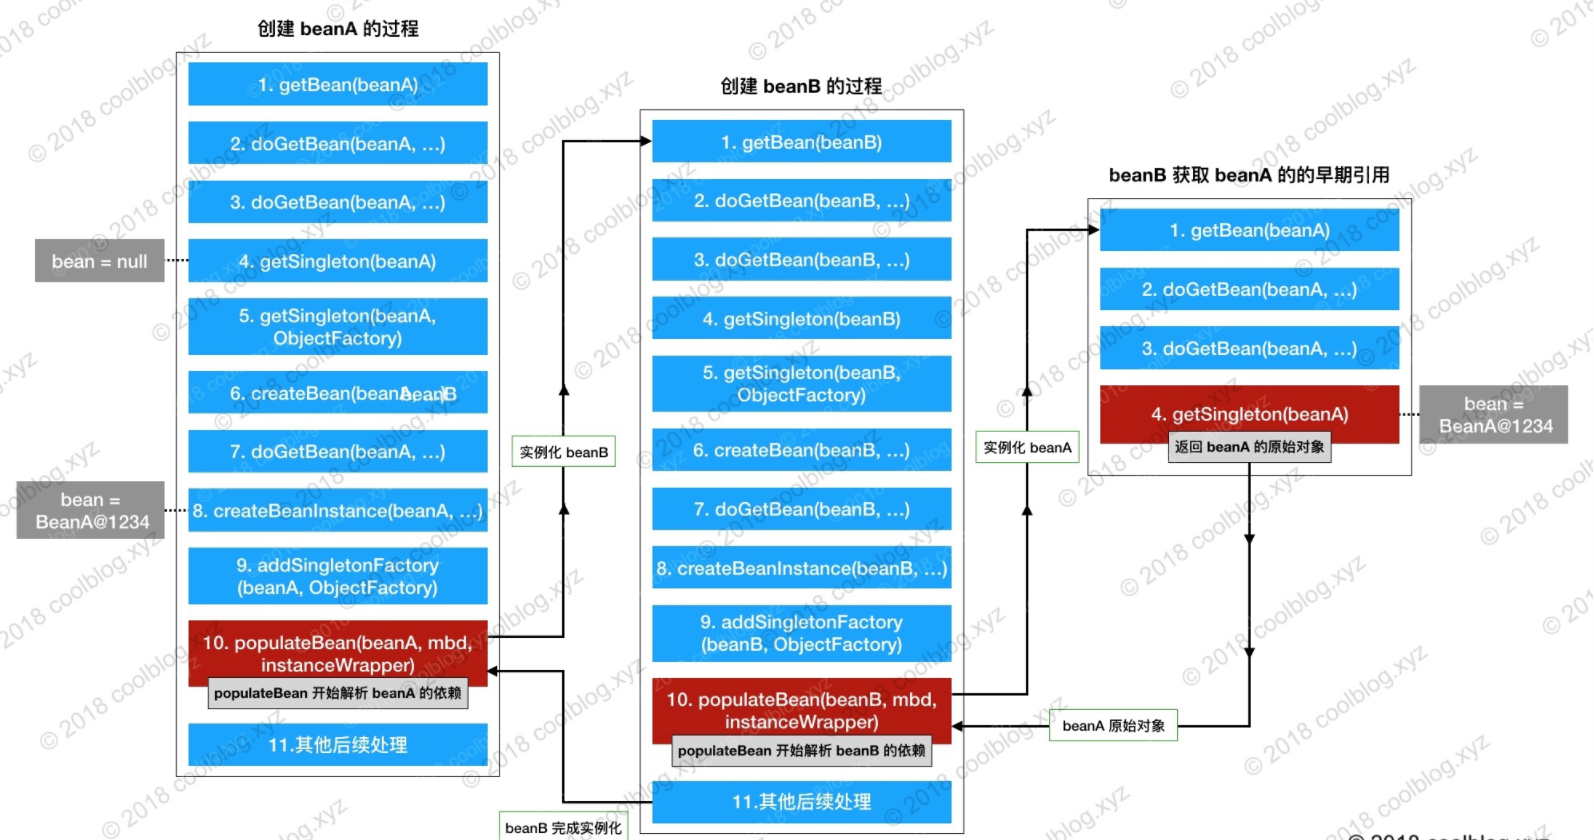 创建 beanA 的过程
1. getBean(beanA)
2. doGetBean(beanA, ...)
3. doGetBean(beanA, ...)
bean = null
4. getSingleton(beanA)
5. getSingleton(beanA,
ObjectFactory)
6. createBean(beanA, beanB
7. doGetBean(beanA, ...)
bean =
BeanA@1234
8. createBeanInstance(beanA, ...)
9. addSingletonFactory
(beanA, ObjectFactory)
10. populateBean(beanA, mbd,
instanceWrapper)
populateBean 开始解析 beanA 的依赖
11.其他后续处理
实例化 beanB
创建 beanB 的过程
1. getBean(beanB)
2. doGetBean(beanB, ...)
3. doGetBean(beanB, ...)
4. getSingleton(beanB)
5. getSingleton(beanB,
ObjectFactory)
6. createBean(beanB, ...)
7. doGetBean(beanB, ...)
8. createBeanInstance(beanB, ...)
9. addSingletonFactory
(beanB, ObjectFactory)
10. populateBean(beanB, mbd,
instanceWrapper)
populateBean 开始解析 beanB 的依赖
11.其他后续处理
beanB 完成实例化
实例化 beanA
beanB 获取 beanA 的的早期引用
1. getBean(beanA)
2. doGetBean(beanA, ...)
3. doGetBean(beanA, ...)
4. getSingleton(beanA)
返回 beanA 的原始对象
bean =
BeanA@1234
beanA 原始对象
© 2018 coolblog.xyz